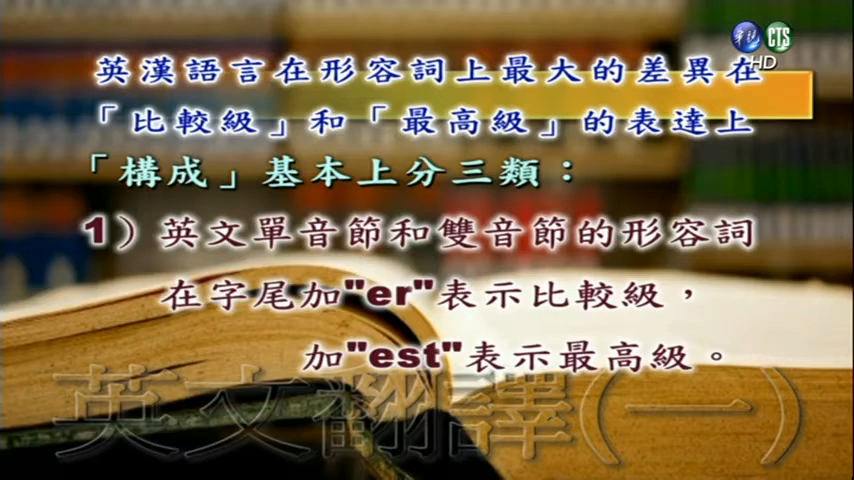 華視 CTS
HD
英漢語言在形容詞上最大的差異在
「比較級」和「最高級」的表達上
「構成」基本上分三類：
1）英文單音節和雙音節的形容詞
在字尾加"er"表示比較級，
加"est"表示最高級。
英文翻譯(一)